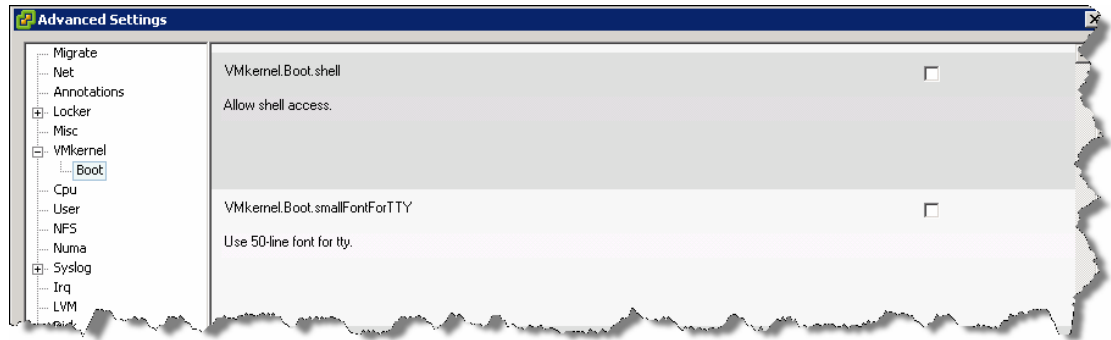 Advanced Settings
Migrate
Net
Annotations
Locker
Misc
VMkernel
Boot
Cpu
User
NFS
Numa
Syslog
Irq
LVM
VMkernel.Boot.shell
Allow shell access.
VMkernel.Boot.smallFontForTTY
Use 50-line font for tty.